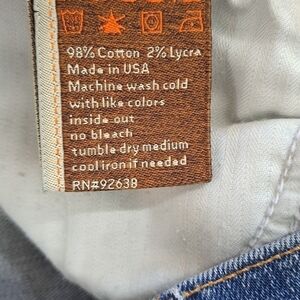 98% Cotton 2% Lycra
Made in USA
Machine wash cold
with like colors
inside out
no bleach
tumble dry medium
cool iron if needed
RN#92638